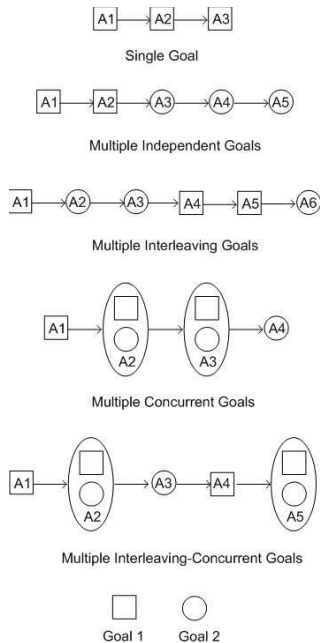 A1 A2 A3
Single Goal
A1 A2 A3 A4 A5
Multiple Independent Goals
A1 A2 A3 A4 A5 A6
Multiple Interleaving Goals
A1 A4
A2 A3
Multiple Concurrent Goals
A1 A3 A4
A2 A5
Multiple Interleaving-Concurrent Goals
Goal 1 Goal 2